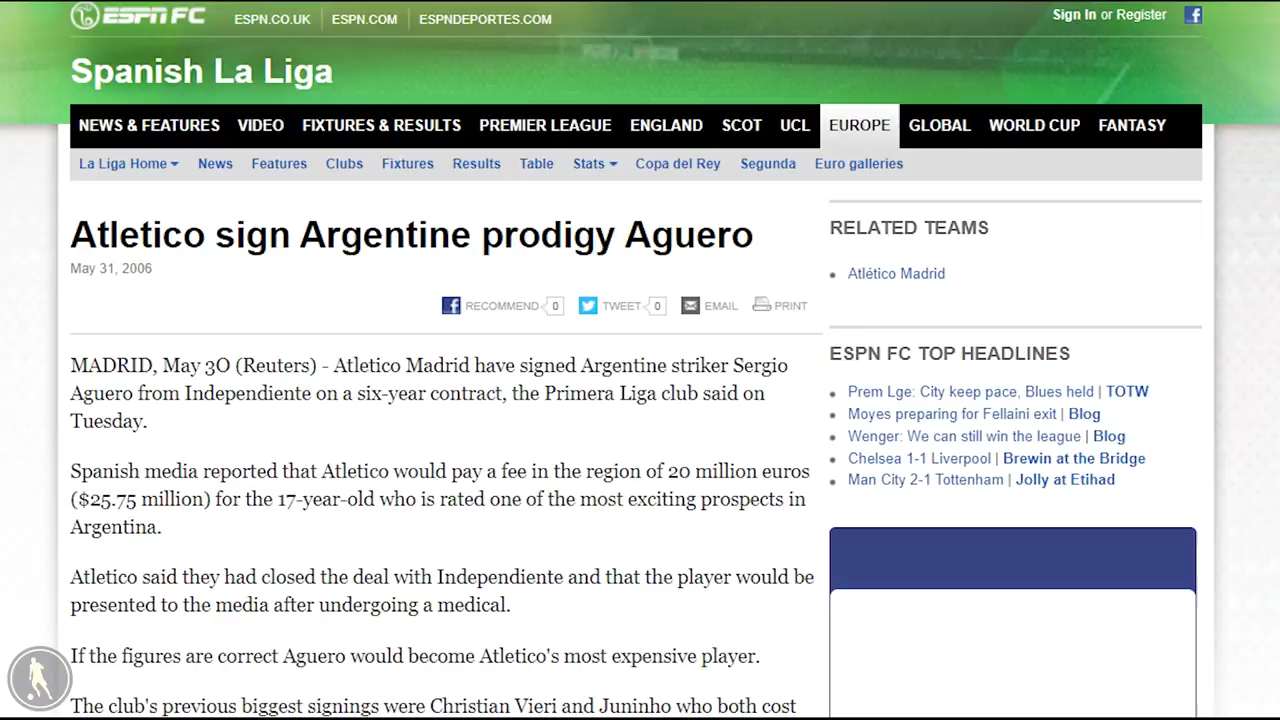 ESPN FC
ESPN.CO.UK
ESPN.COM
ESPNDEPORTES.COM
Sign In or Register
Spanish La Liga
NEWS & FEATURES VIDEO FIXTURES & RESULTS PREMIER LEAGUE ENGLAND SCOT UCL EUROPE GLOBAL WORLD CUP FANTASY
La Liga Home News Features Clubs Fixtures Results Table Stats Copa del Rey Segunda Euro galleries
Atletico sign Argentine prodigy Aguero
May 31, 2006
RECOMMEND 0 TWEET 0 EMAIL PRINT
MADRID, May 3O (Reuters) - Atletico Madrid have signed Argentine striker Sergio
Aguero from Independiente on a six-year contract, the Primera Liga club said on
Tuesday.
Spanish media reported that Atletico would pay a fee in the region of 20 million euros
($25.75 million) for the 17-year-old who is rated one of the most exciting prospects in
Argentina.
Atletico said they had closed the deal with Independiente and that the player would be
presented to the media after undergoing a medical.
If the figures are correct Aguero would become Atletico's most expensive player.
The club's previous biggest signings were Christian Vieri and Juninho who both cost
RELATED TEAMS
Atlético Madrid
ESPN FC TOP HEADLINES
Prem Lge: City keep pace, Blues held | TOTW
Moyes preparing for Fellaini exit | Blog
Wenger: We can still win the league | Blog
Chelsea 1-1 Liverpool | Brewin at the Bridge
Man City 2-1 Tottenham | Jolly at Etihad